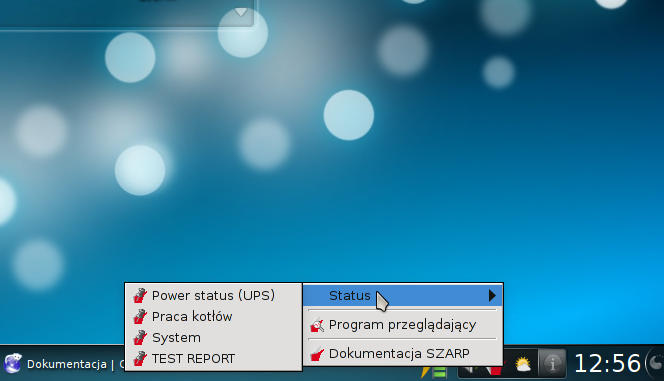 Power status (UPS)
Praca kotłów
System
TEST REPORT
Status
Program przeglądający
Dokumentacja SZARP
Dokumentacja |
12:56